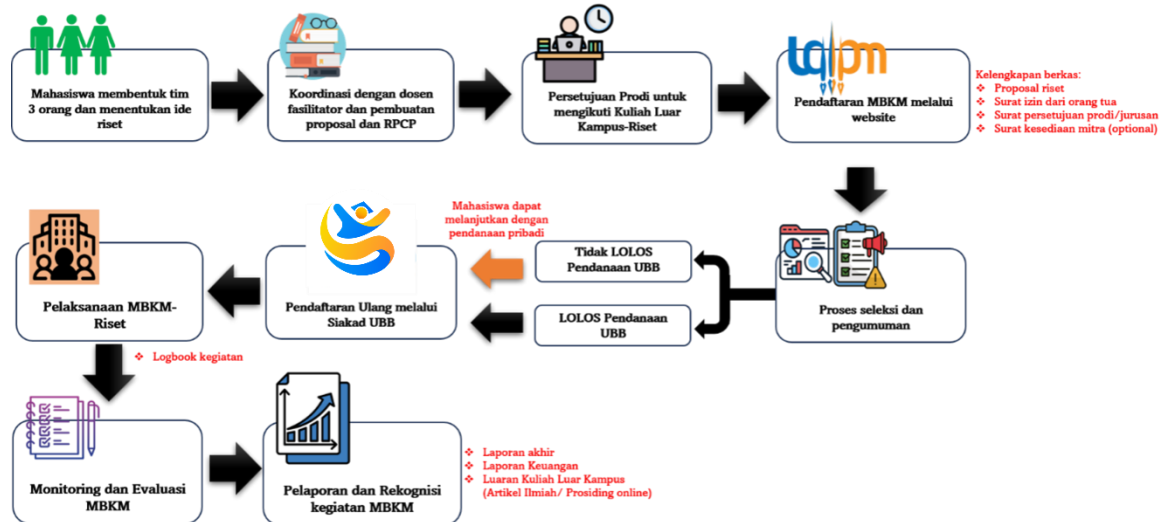 Mahasiswa membentuk tim
3 orang dan menentukan ide
riset
Koordinasi dengan dosen
fasilitator dan pembuatan
proposal dan RPCP
Persetujuan Prodi untuk
mengikuti Kuliah Luar
Kampus-Riset
Pendaftaran MBKM melalui
website
Kelengkapan berkas:
❖ Proposal riset
❖ Surat izin dari orang tua
❖ Surat persetujuan prodi/jurusan
❖ Surat kesediaan mitra (optional)
Proses seleksi dan
pengumuman
Tidak LOLOS
Pendanaan UBB
LOLOS Pendanaan
UBB
Mahasiswa dapat
melanjutkan dengan
pendanaan pribadi
Pendaftaran Ulang melalui
Siakad UBB
Pelaksanaan MBKM-
Riset
❖ Logbook kegiatan
Monitoring dan Evaluasi
MBKM
Pelaporan dan Rekognisi
kegiatan MBKM
❖ Laporan akhir
❖ Laporan Keuangan
❖ Luaran Kuliah Luar Kampus
(Artikel Ilmiah/ Prosiding online)